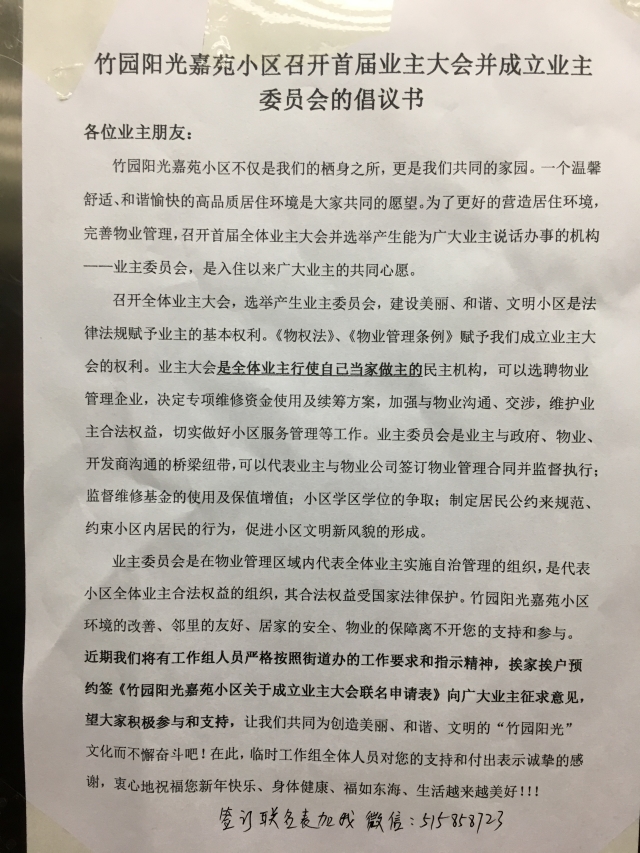 竹园阳光嘉苑小区召开首届业主大会并成立业主
委员会的倡议书
各位业主朋友：
竹园阳光嘉苑小区不仅是我们的栖身之所，更是我们共同的家园。一个温馨
舒适、和谐愉快的高品质居住环境是大家共同的愿望。为了更好的营造居住环境，
完善物业管理，召开首届全体业主大会并选举产生能为广大业主说话办事的机构
——业主委员会，是入住以来广大业主的共同心愿。
召开全体业主大会，选举产生业主委员会，建设美丽、和谐、文明小区是法
律法规赋予业主的基本权利。《物权法》、《物业管理条例》赋予我们成立业主大
会的权利。业主大会是全体业主行使自己当家做主的民主机构，可以选聘物业
管理企业，决定专项维修资金使用及续筹方案，加强与物业沟通、交涉，维护业
主合法权益，切实做好小区服务管理等工作。业主委员会是业主与政府、物业、
开发商沟通的桥梁纽带，可以代表业主与物业公司签订物业管理合同并监督执行；
监督维修基金的使用及保值增值；小区学区学位的争取；制定居民公约来规范、
约束小区内居民的行为，促进小区文明新风貌的形成。
业主委员会是在物业管理区域内代表全体业主实施自治管理的组织，是代表
小区全体业主合法权益的组织，其合法权益受国家法律保护。竹园阳光嘉苑小区
环境的改善、邻里的友好、居家的安全、物业的保障离不开您的支持和参与。
近期我们将有工作组人员严格按照街道办的工作要求和指示精神，挨家挨户预
约签《竹园阳光嘉苑小区关于成立业主大会联名申请表》向广大业主征求意见，
望大家积极参与和支持，让我们共同为创造美丽、和谐、文明的“竹园阳光”
文化而不懈奋斗吧！在此，临时工作组全体人员对您的支持和付出表示诚挚的感
谢，衷心地祝福您新年快乐、身体健康、福如东海、生活越来越美好!!!
签订联名表加我微信：515858723